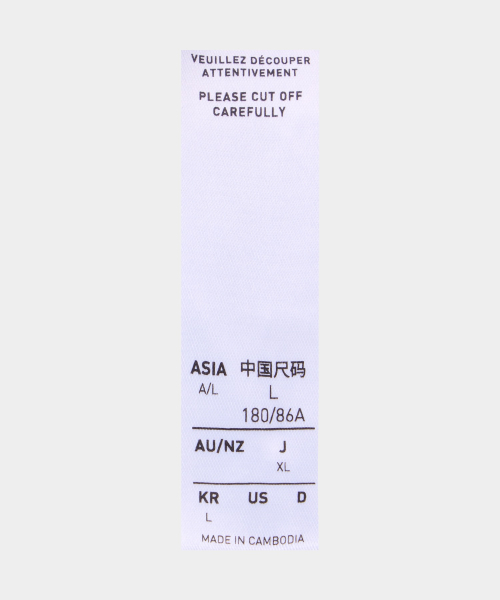 VEUILLEZ DÉCOUPER
ATTENTIVEMENT
PLEASE CUT OFF
CAREFULLY
ASIA 中国尺码
A/L L
180/86A
AU/NZ J
XL
KR US D
L
MADE IN CAMBODIA